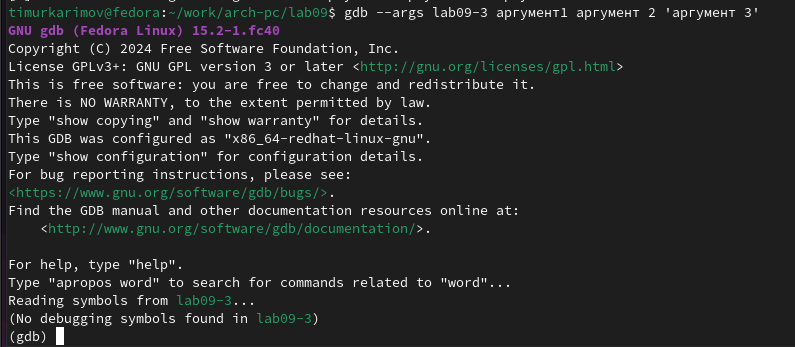 timurkarimov@fedora:~/work/arch-pc/lab09$ gdb --args lab09-3 аргумент1 аргумент 2 'аргумент 3'
GNU gdb (Fedora Linux) 15.2-1.fc40
Copyright (C) 2024 Free Software Foundation, Inc.
License GPLv3+: GNU GPL version 3 or later <http://gnu.org/licenses/gpl.html>
This is free software: you are free to change and redistribute it.
There is NO WARRANTY, to the extent permitted by law.
Type "show copying" and "show warranty" for details.
This GDB was configured as "x86_64-redhat-linux-gnu".
Type "show configuration" for configuration details.
For bug reporting instructions, please see:
<https://www.gnu.org/software/gdb/bugs/>.
Find the GDB manual and other documentation resources online at:
    <http://www.gnu.org/software/gdb/documentation/>.

For help, type "help".
Type "apropos word" to search for commands related to "word"...
Reading symbols from lab09-3...
(No debugging symbols found in lab09-3)
(gdb)